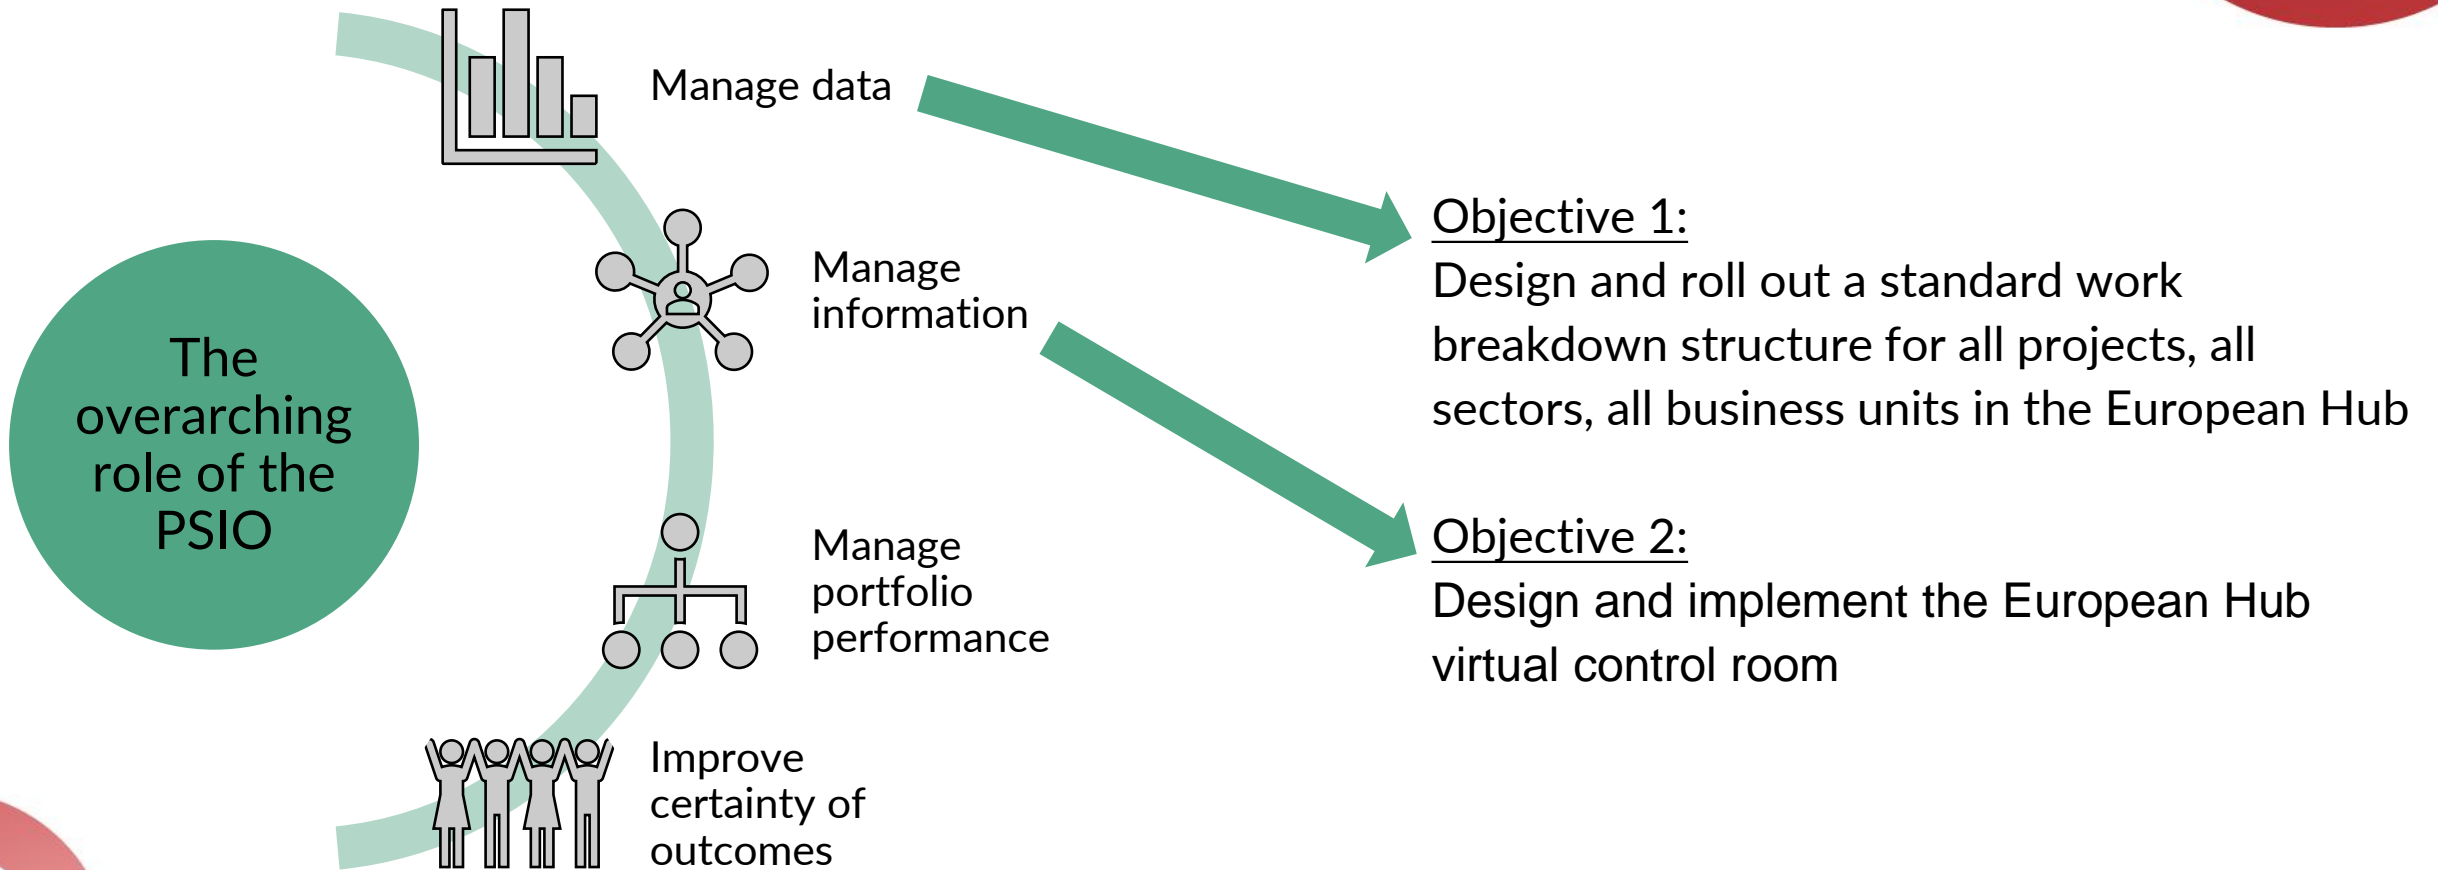 The
overarching
role of the
PSIO
Manage data
Manage
information
Manage
portfolio
performance
Improve
certainty of
outcomes
Objective 1:
Design and roll out a standard work
breakdown structure for all projects, all
sectors, all business units in the European Hub
Objective 2:
Design and implement the European Hub
virtual control room